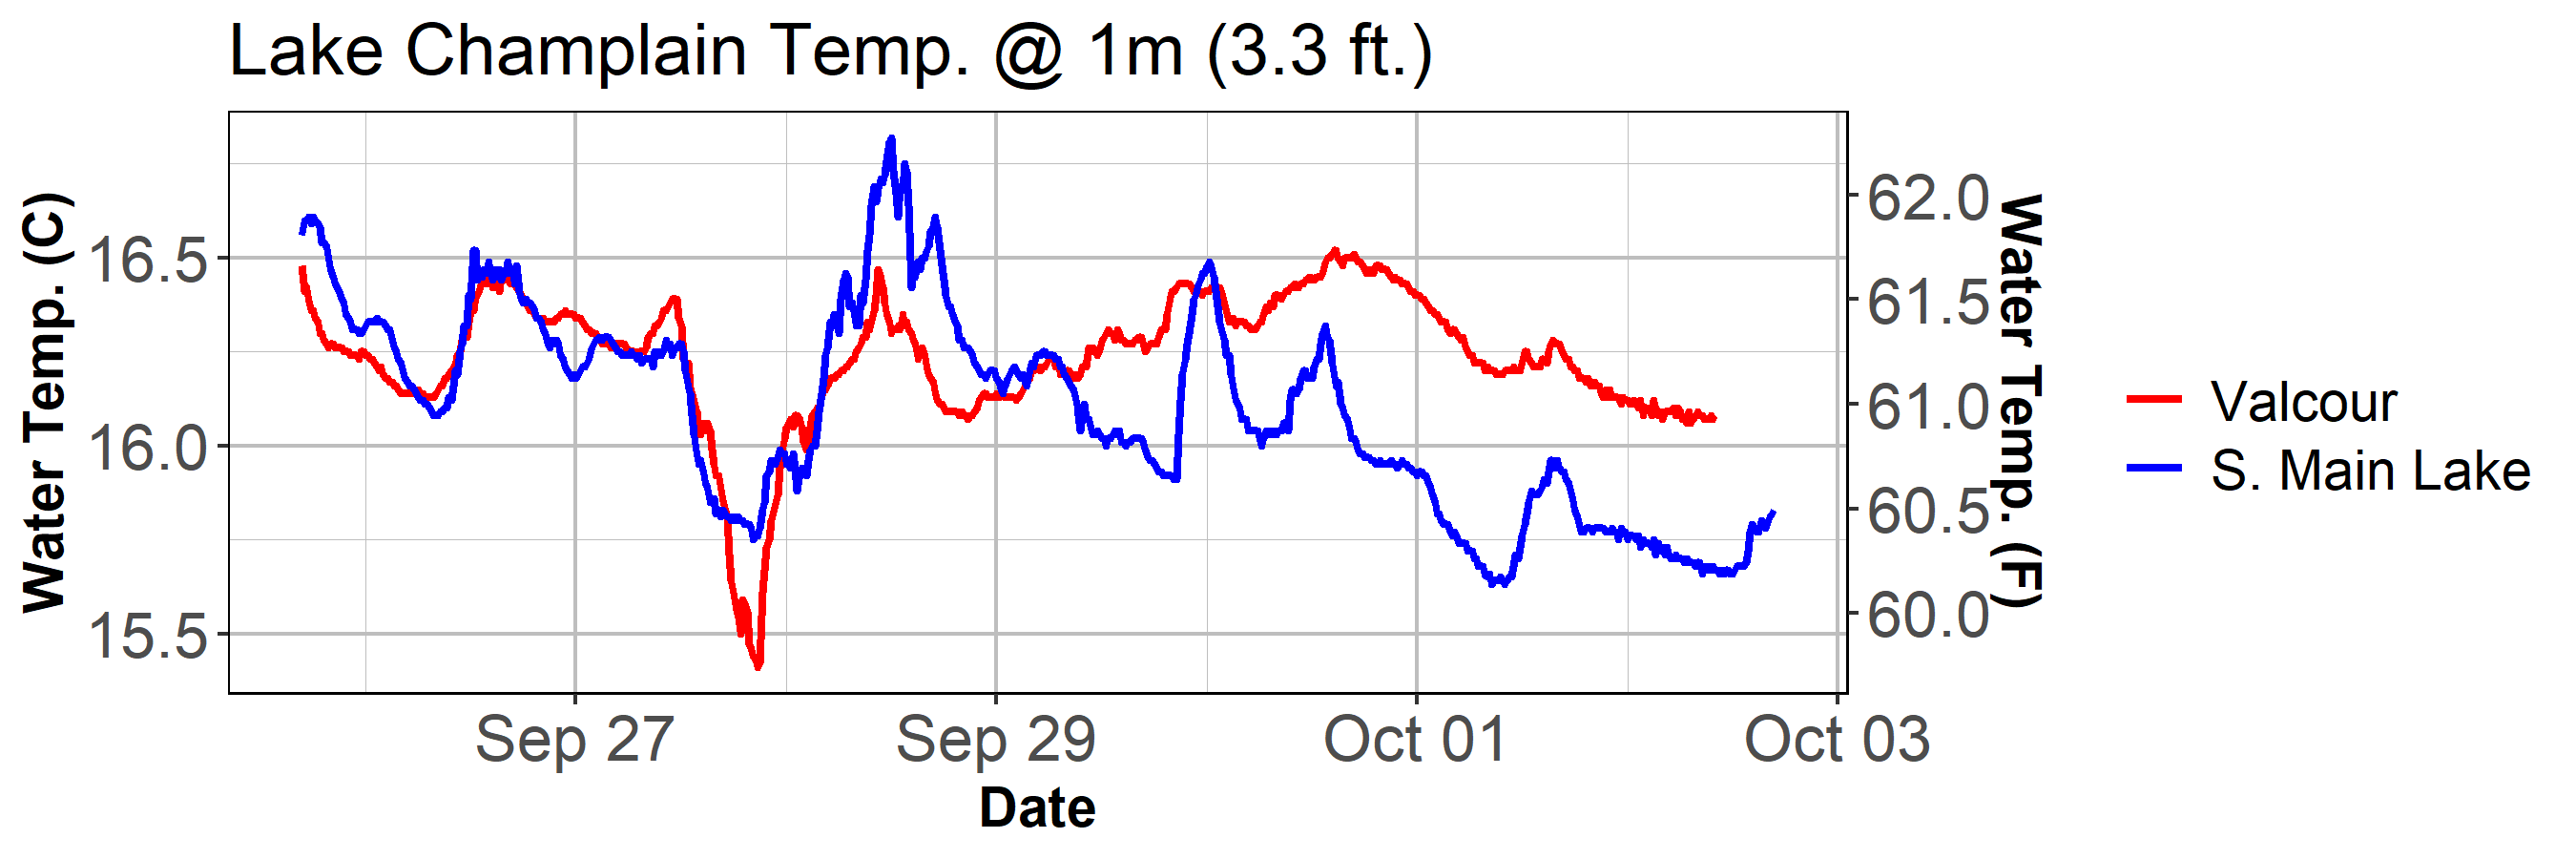 Lake Champlain Temp. @ 1m (3.3 ft.)
Water Temp. (C)
16.5
16.0
15.5
62.0
61.5
61.0
60.5
60.0
Water Temp. (F)
Sep 27
Sep 29
Oct 01
Oct 03
Date
Valcour
S. Main Lake